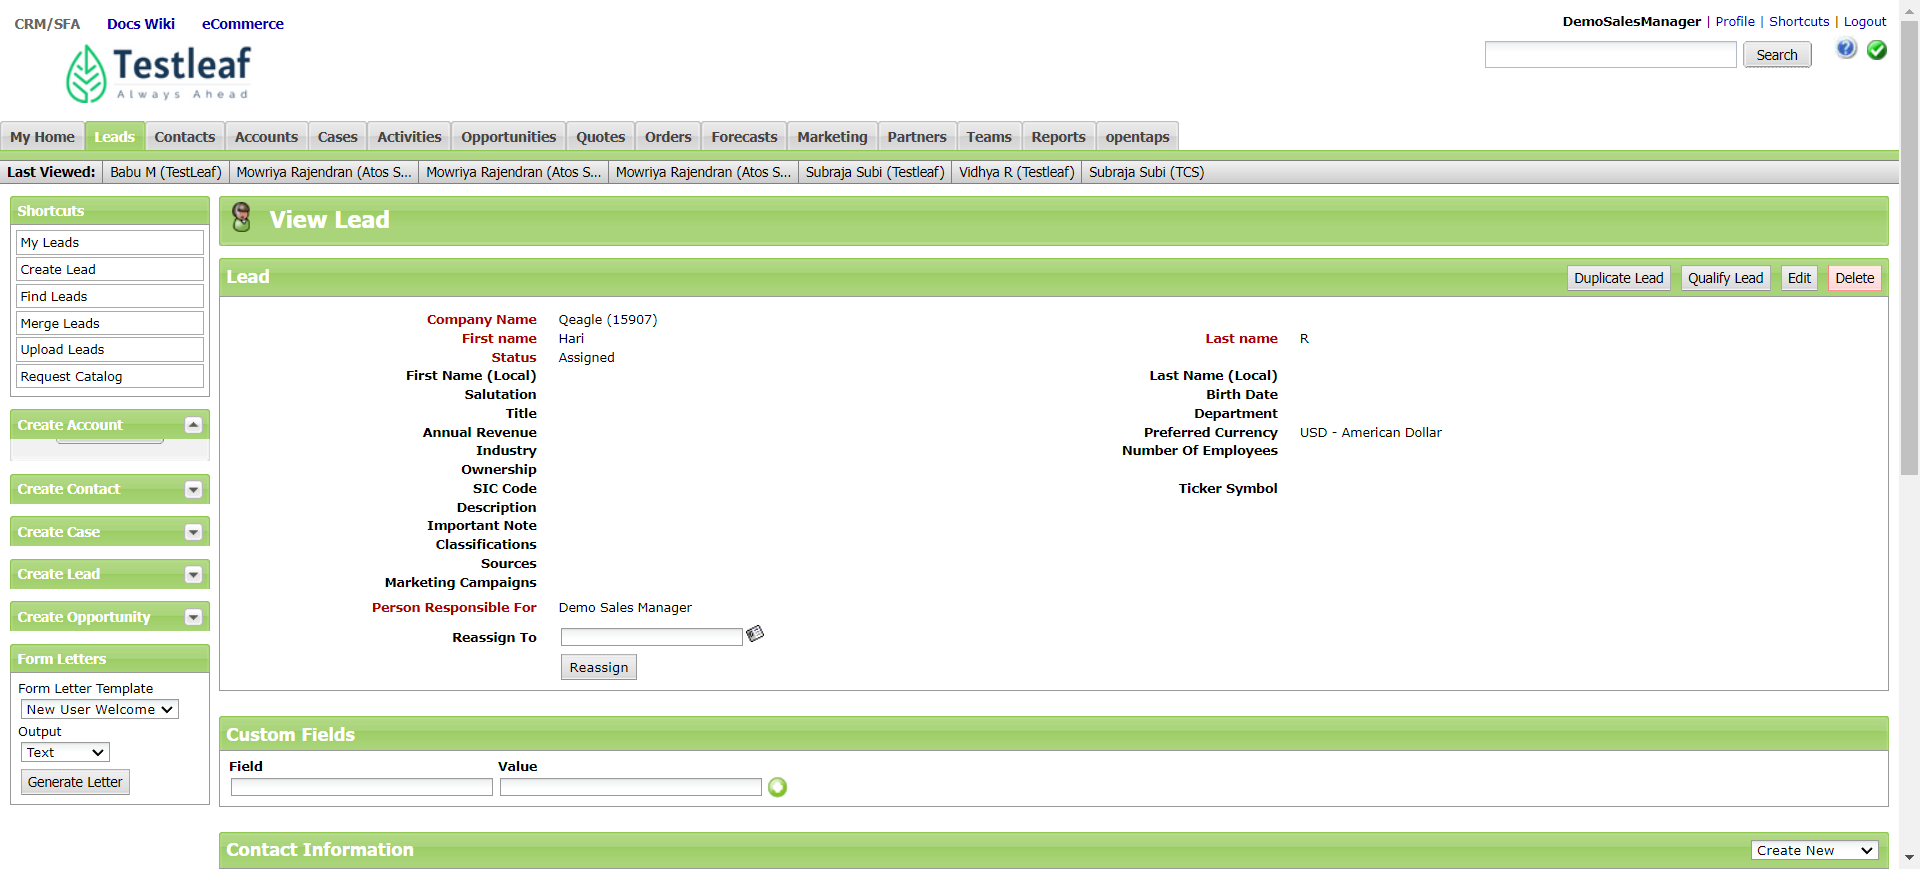 CRM/SFA Docs Wiki eCommerce
DemoSalesManager | Profile | Shortcuts | Logout
Testleaf
Always Ahead
Search
My Home Leads Contacts Accounts Cases Activities Opportunities Quotes Orders Forecasts Marketing Partners Teams Reports opentaps
Last Viewed: Babu M (TestLeaf) Mowriya Rajendran (Atos S... Mowriya Rajendran (Atos S... Mowriya Rajendran (Atos S... Subraja Subi (Testleaf) Vidhya R (Testleaf) Subraja Subi (TCS)
Shortcuts
My Leads
Create Lead
Find Leads
Merge Leads
Upload Leads
Request Catalog
Create Account
Create Contact
Create Case
Create Lead
Create Opportunity
Form Letters
Form Letter Template
New User Welcome
Output
Text
Generate Letter
View Lead
Lead
Duplicate Lead Qualify Lead Edit Delete
Company Name Qeagle (15907)
First name Hari Last name R
Status Assigned
First Name (Local) Last Name (Local)
Salutation Birth Date
Title Department
Annual Revenue Preferred Currency USD - American Dollar
Industry Number Of Employees
Ownership
SIC Code Ticker Symbol
Description
Important Note
Classifications
Sources
Marketing Campaigns
Person Responsible For Demo Sales Manager
Reassign To
Reassign
Custom Fields
Field Value
Contact Information
Create New